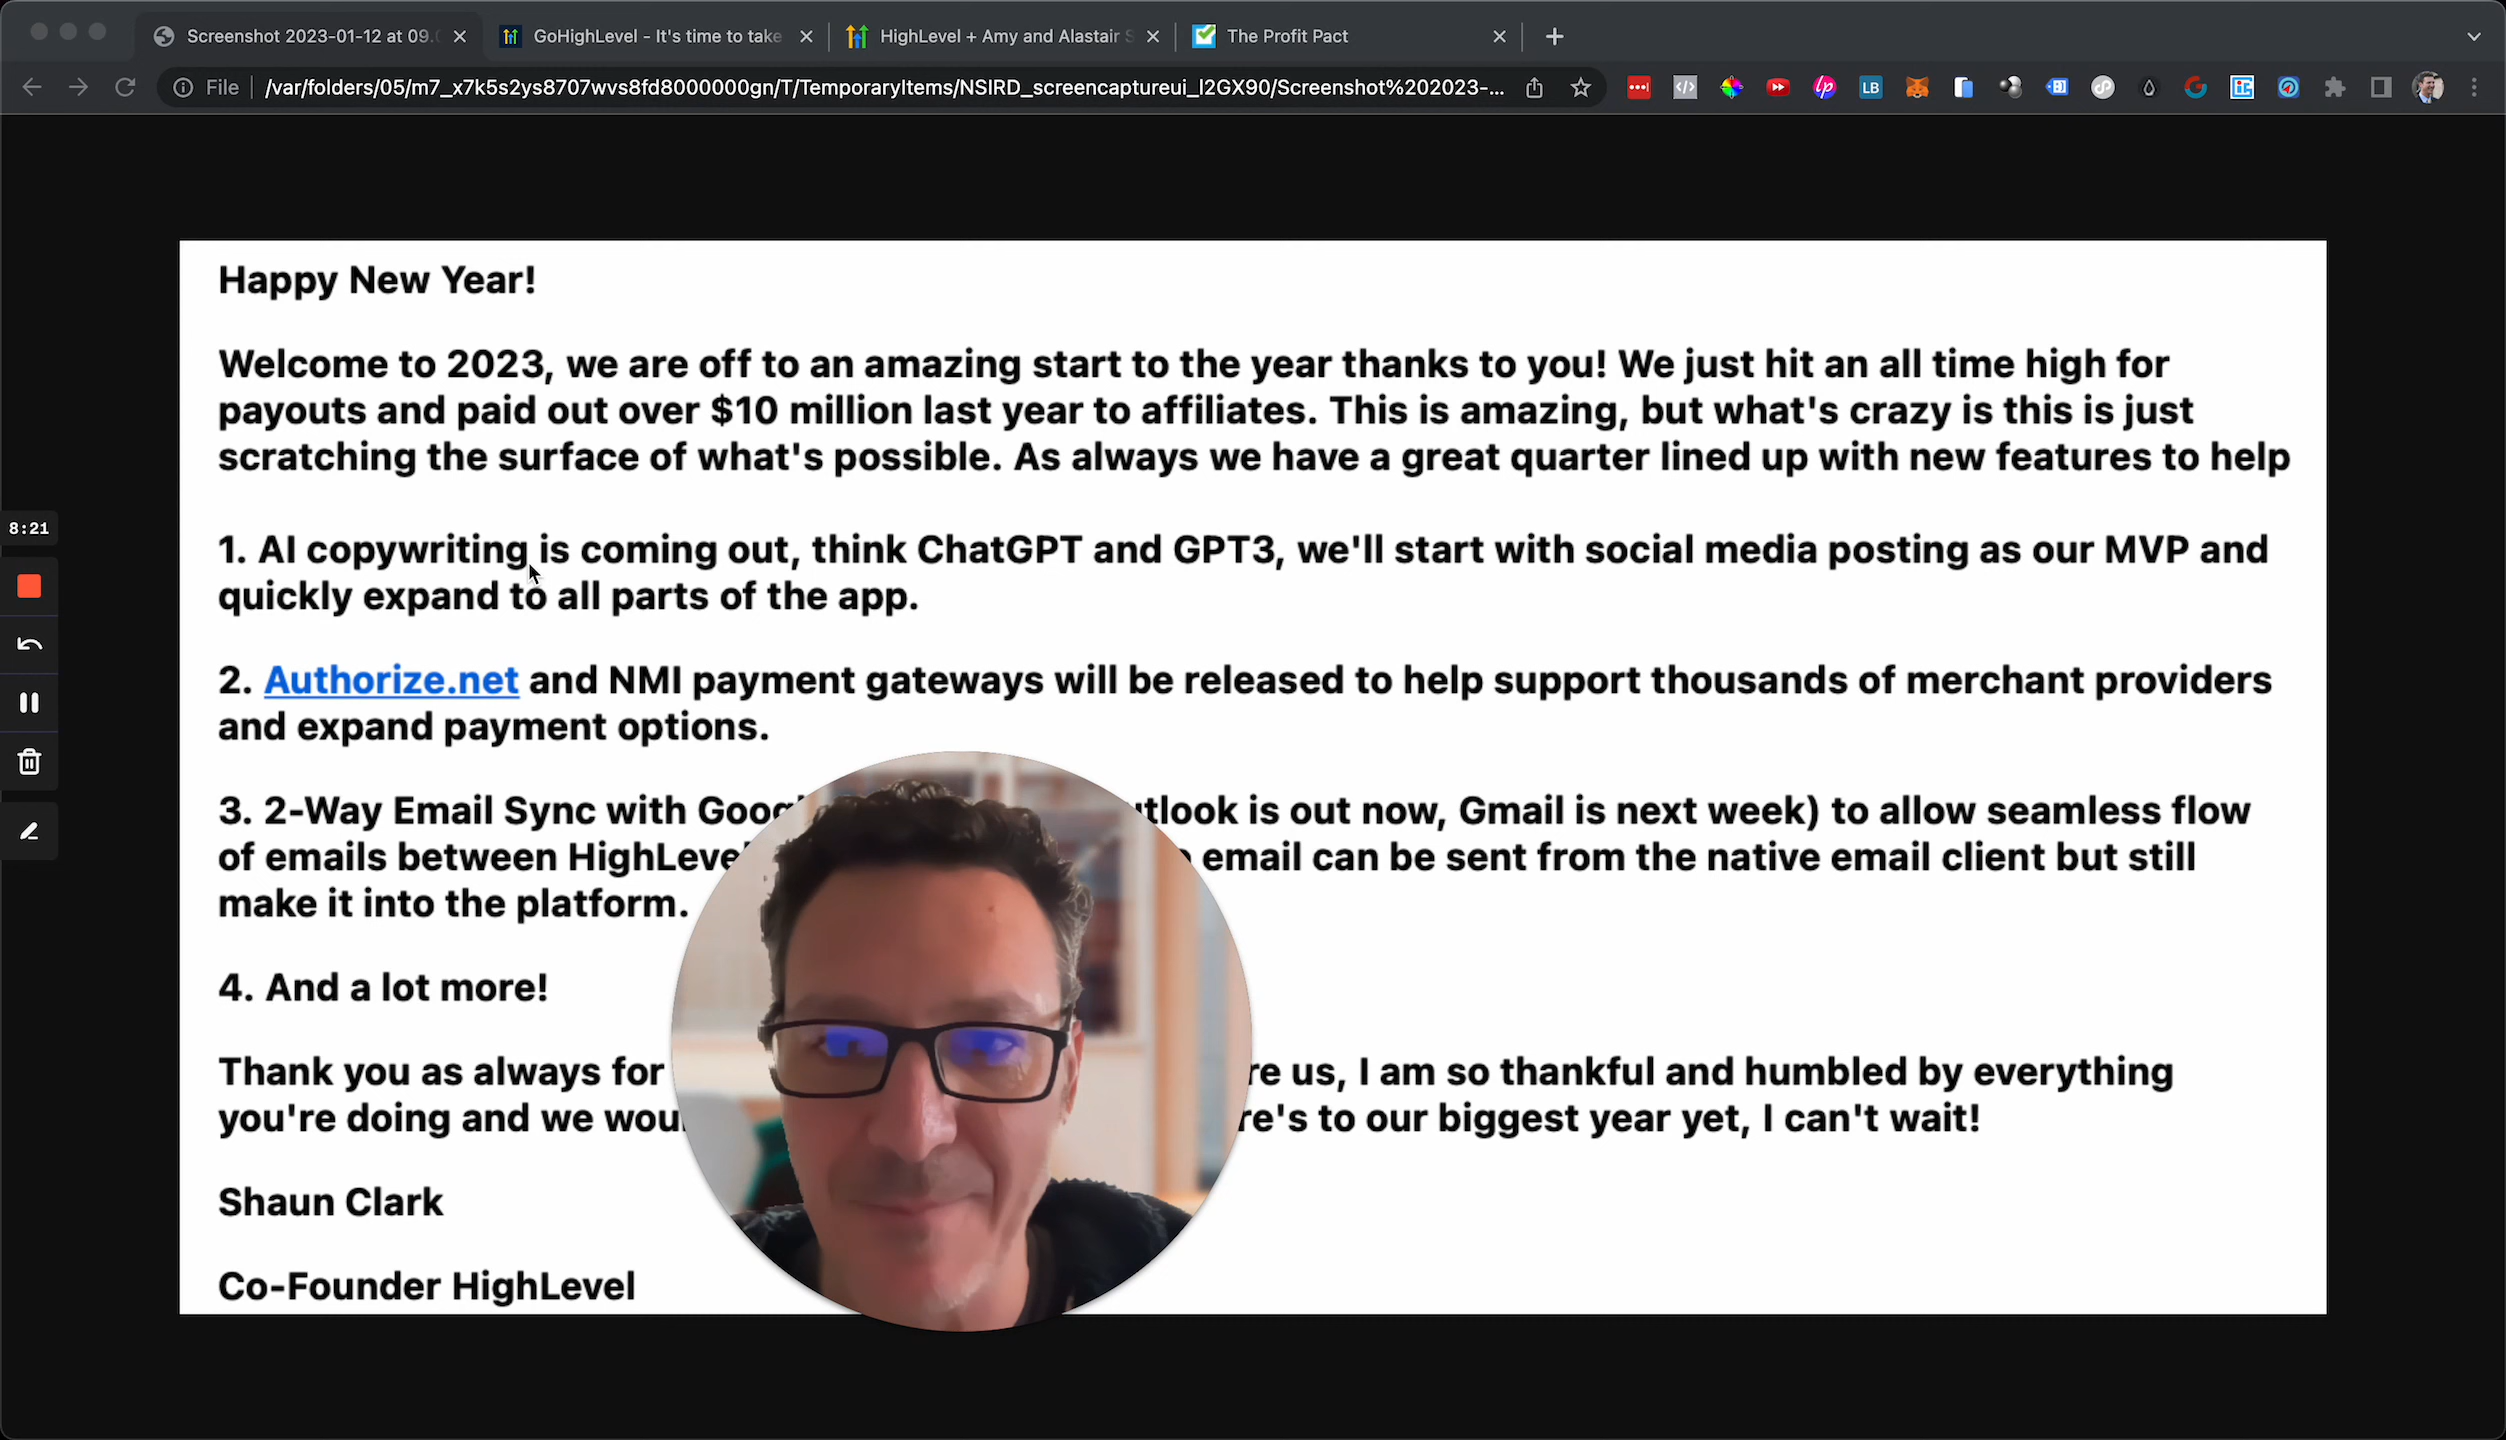 Screenshot 2023-01-12 at 09.0
GoHighLevel - It's time to take
HighLevel + Amy and Alastair S
The Profit Pact
File
/var/folders/05/m7_x7k5s2ys8707wvs8fd8000000gn/T/TemporaryItems/NSIRD_screencaptureui_l2GX90/Screenshot%202023-...
Happy New Year!
Welcome to 2023, we are off to an amazing start to the year thanks to you! We just hit an all time high for
payouts and paid out over $10 million last year to affiliates. This is amazing, but what's crazy is this is just
scratching the surface of what's possible. As always we have a great quarter lined up with new features to help
8:21
1. AI copywriting is coming out, think ChatGPT and GPT3, we'll start with social media posting as our MVP and
quickly expand to all parts of the app.
2. Authorize.net and NMI payment gateways will be released to help support thousands of merchant providers
and expand payment options.
3. 2-Way Email Sync with is out now, Gmail is next week) to allow seamless flow
of emails between email can be sent from the native email client but still
make it into the platform.
4. And a lot more!
Thank you as always for us, I am so thankful and humbled by everything
you're doing and we to our biggest year yet, I can't wait!
Shaun Clark
Co-Founder HighLevel